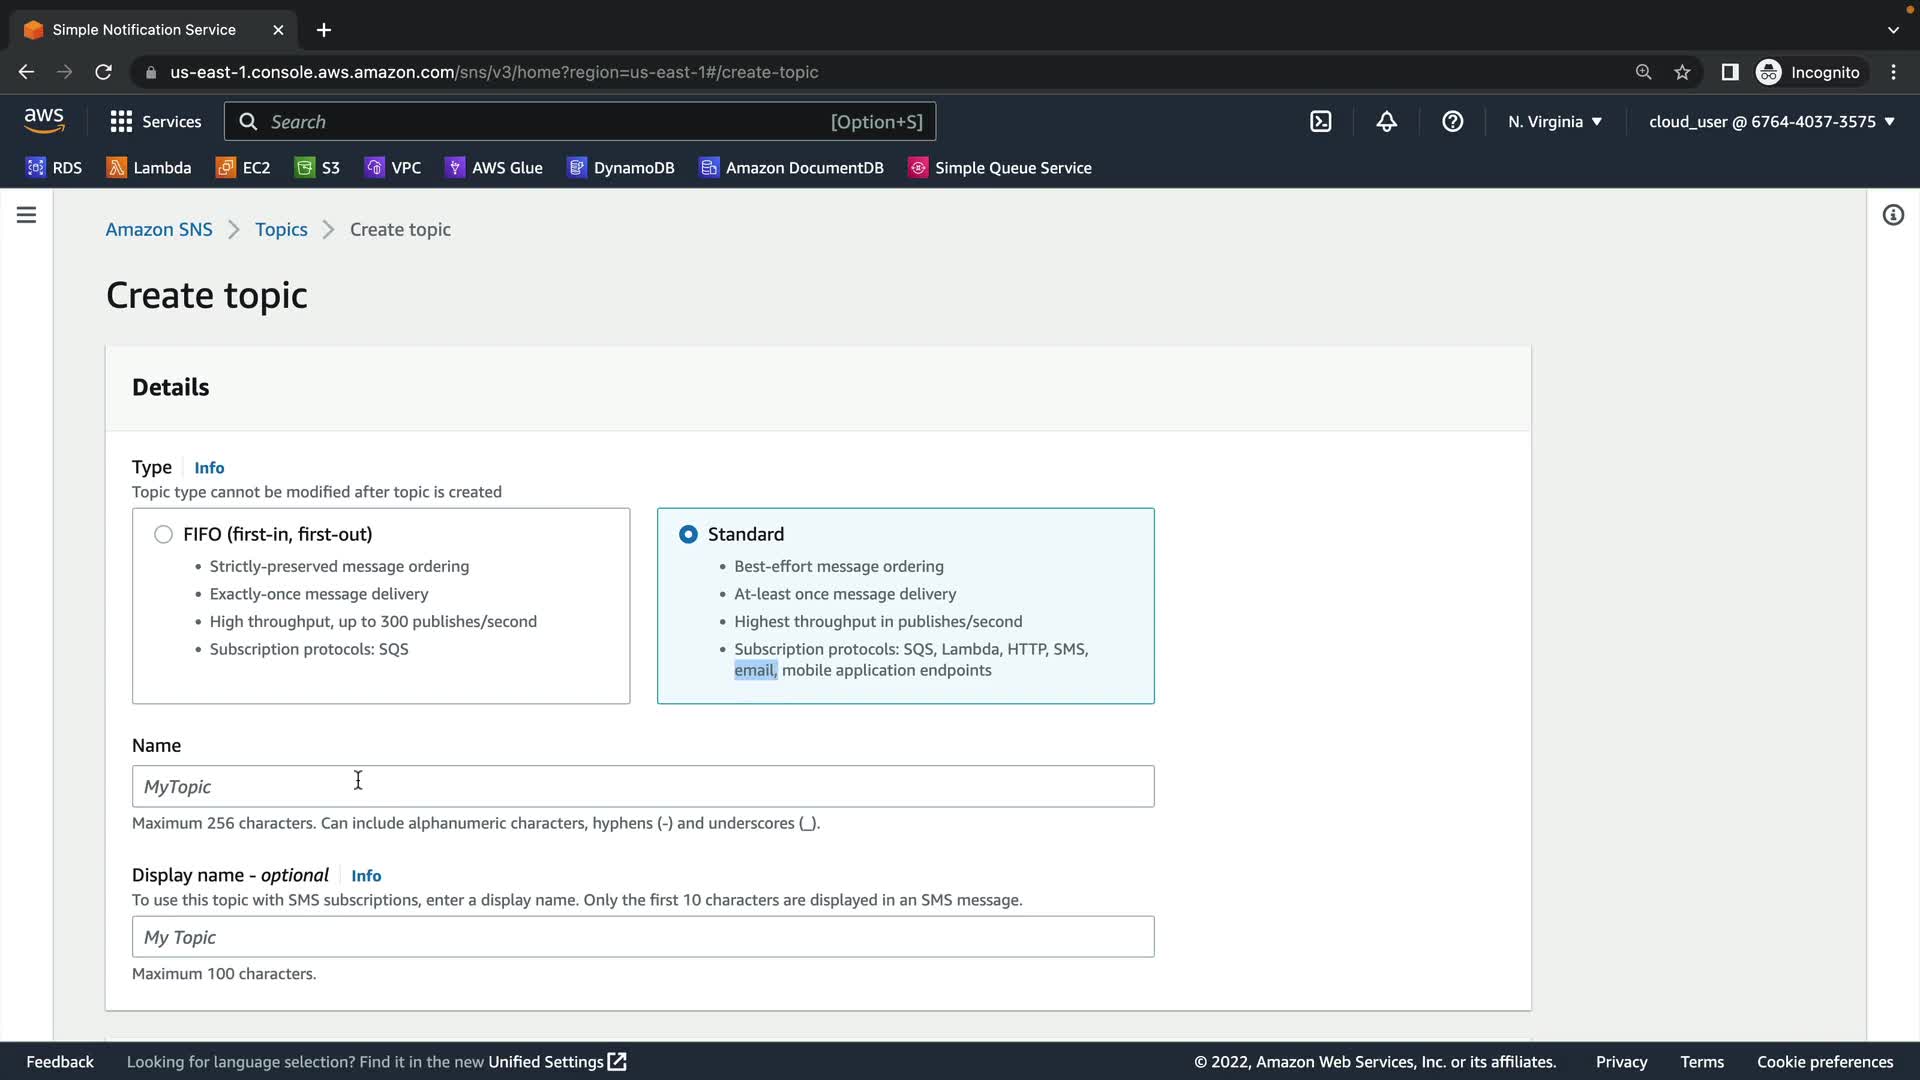 Simple Notification Service
us-east-1.console.aws.amazon.com/sns/v3/home?region=us-east-1#/create-topic
Incognito
aws
Services
Search
[Option+S]
N. Virginia
cloud_user @ 6764-4037-3575
RDS
Lambda
EC2
S3
VPC
AWS Glue
DynamoDB
Amazon DocumentDB
Simple Queue Service
Amazon SNS
Topics
Create topic
Create topic
Details
Type
Info
Topic type cannot be modified after topic is created
FIFO (first-in, first-out)
• Strictly-preserved message ordering
• Exactly-once message delivery
• High throughput, up to 300 publishes/second
• Subscription protocols: SQS
Standard
• Best-effort message ordering
• At-least once message delivery
• Highest throughput in publishes/second
• Subscription protocols: SQS, Lambda, HTTP, SMS,
email, mobile application endpoints
Name
MyTopic
Maximum 256 characters. Can include alphanumeric characters, hyphens (-) and underscores (_).
Display name - optional
Info
To use this topic with SMS subscriptions, enter a display name. Only the first 10 characters are displayed in an SMS message.
My Topic
Maximum 100 characters.
Feedback
Looking for language selection? Find it in the new Unified Settings
© 2022, Amazon Web Services, Inc. or its affiliates.
Privacy
Terms
Cookie preferences